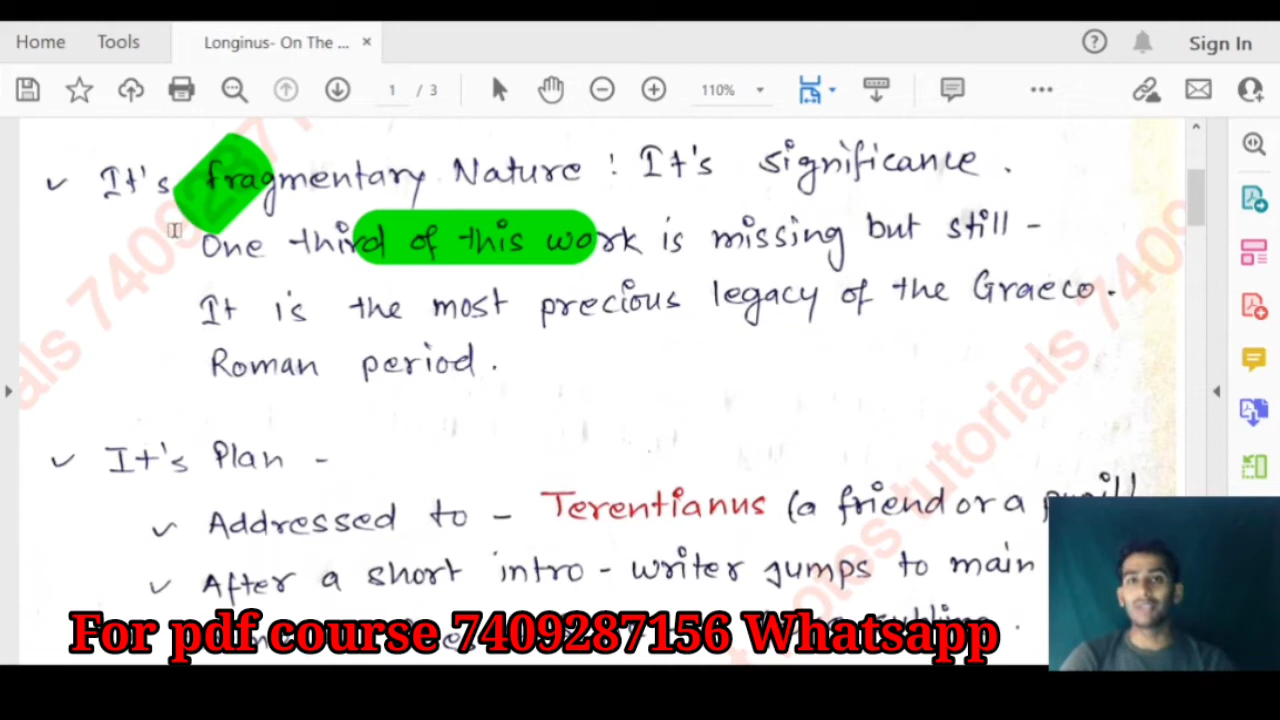 Home Tools Longinus- On The ... × Sign In
1 / 3 110%
✓ It's fragmentary Nature : It's significance .
One third of this work is missing but still -
It is the most precious legacy of the Graeco.
Roman period .
✓ It's Plan -
✓ Addressed to - Terentianus (a friend or a
✓ After a short intro - writer jumps to main
For pdf course 7409287156 Whatsapp